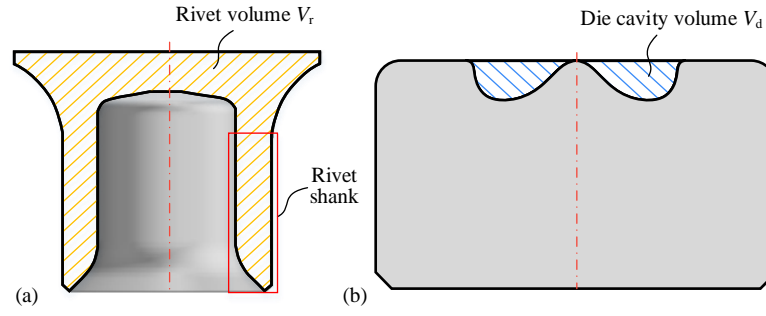 Rivet volume Vr
Die cavity volume Vd
Rivet
shank
(a)
(b)